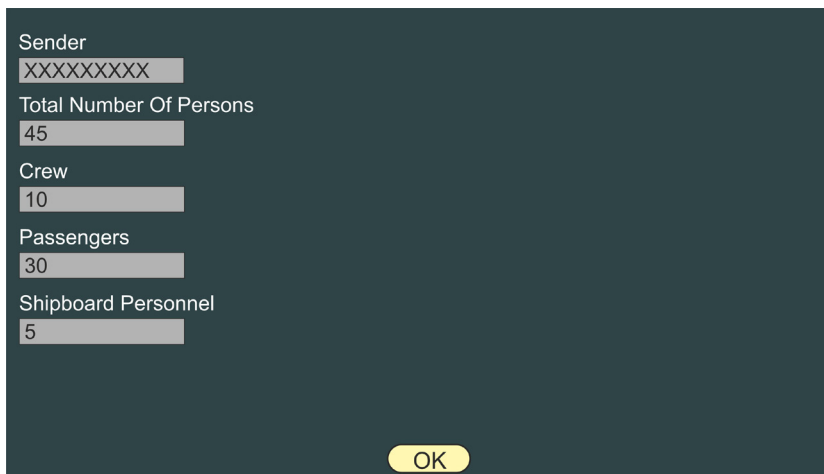 Sender
XXXXXXXXX
Total Number Of Persons
45
Crew
10
Passengers
30
Shipboard Personnel
5
OK